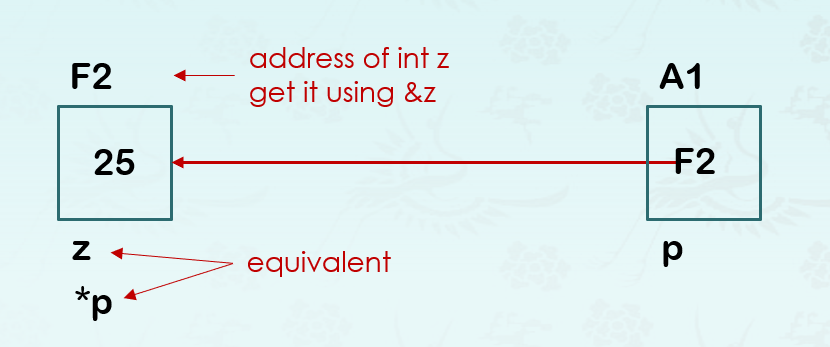 F2
address of int z
get it using &z
A1
25
F2
z
equivalent
p
*p